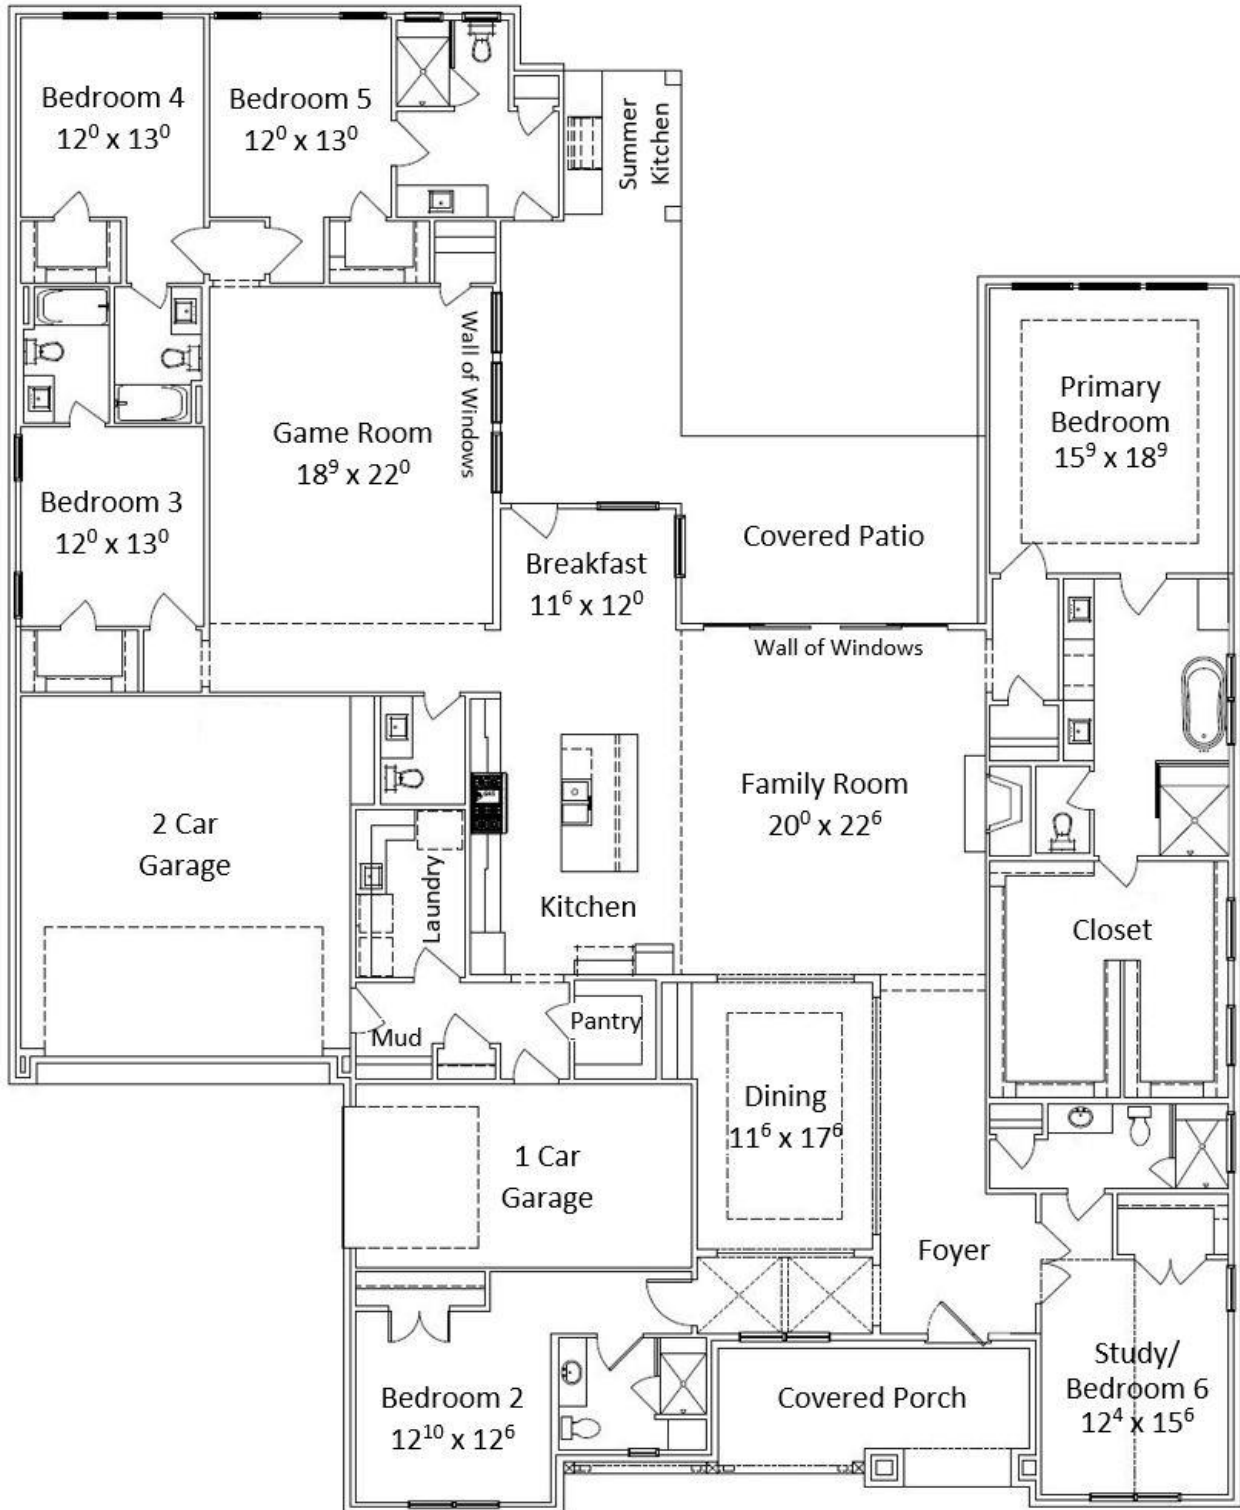 Bedroom 4
12⁰ x 13⁰
Bedroom 5
12⁰ x 13⁰
Summer
Kitchen
Wall of Windows
Game Room
18⁹ x 22⁰
Primary
Bedroom
15⁹ x 18⁹
Bedroom 3
12⁰ x 13⁰
Breakfast
11⁶ x 12⁰
Covered Patio
Wall of Windows
2 Car
Garage
Family Room
20⁰ x 22⁶
Laundry
Kitchen
Closet
Mud
Pantry
Dining
11⁶ x 17⁶
1 Car
Garage
Foyer
Bedroom 2
12¹⁰ x 12⁶
Covered Porch
Study/
Bedroom 6
12⁴ x 15⁶